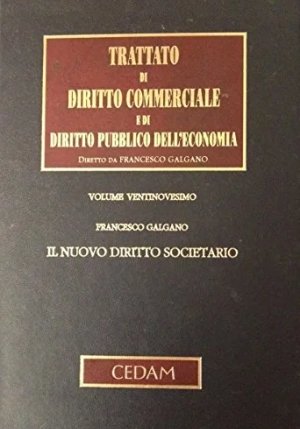 TRATTATO
DI
DIRITTO COMMERCIALE
E DI
DIRITTO PUBBLICO DELL'ECONOMIA
DIRETTO DA FRANCESCO GALGANO
VOLUME VENTINOVESIMO
FRANCESCO GALGANO
IL NUOVO DIRITTO SOCIETARIO
CEDAM